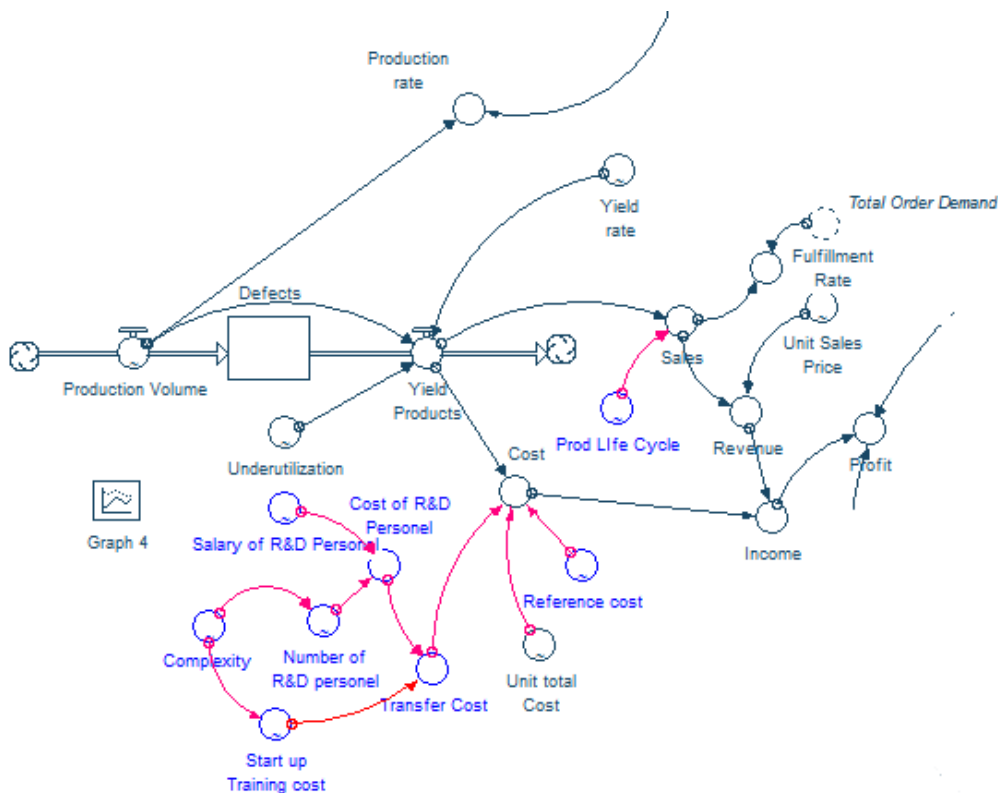 Production
rate
Yield
rate
Total Order Demand
Fulfillment
Rate
Defects
Unit Sales
Price
Sales
Production Volume
Yield
Products
Prod LIfe Cycle
Revenue
Profit
Underutilization
Cost
Cost of R&D
Personel
Salary of R&D Personel
Graph 4
Income
Reference cost
Complexity
Number of
R&D personel
Transfer Cost
Unit total
Cost
Start up
Training cost